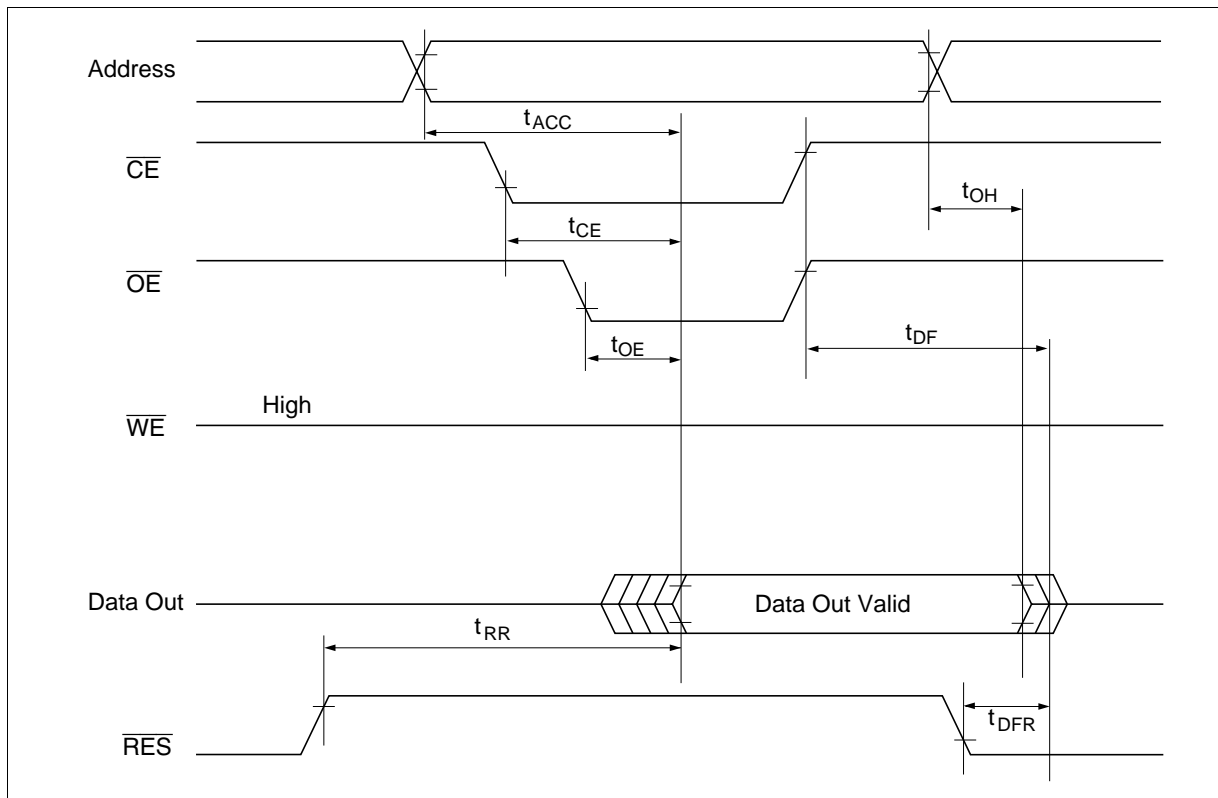 Address
tACC
CE
tOH
tCE
OE
tDF
tOE
High
WE
Data Out
Data Out Valid
tRR
tDFR
RES